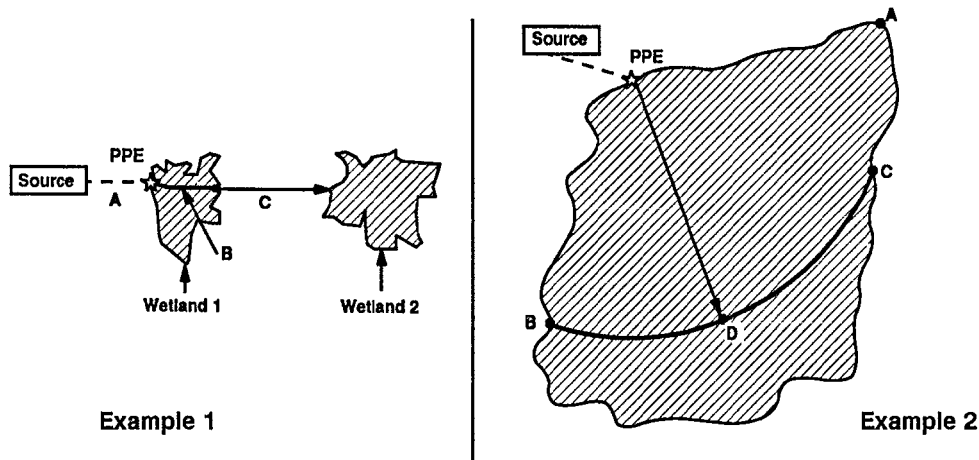 PPE
Source
A
C
B
Wetland 1
Wetland 2
Example 1
Source
PPE
A
C
B
D
Example 2